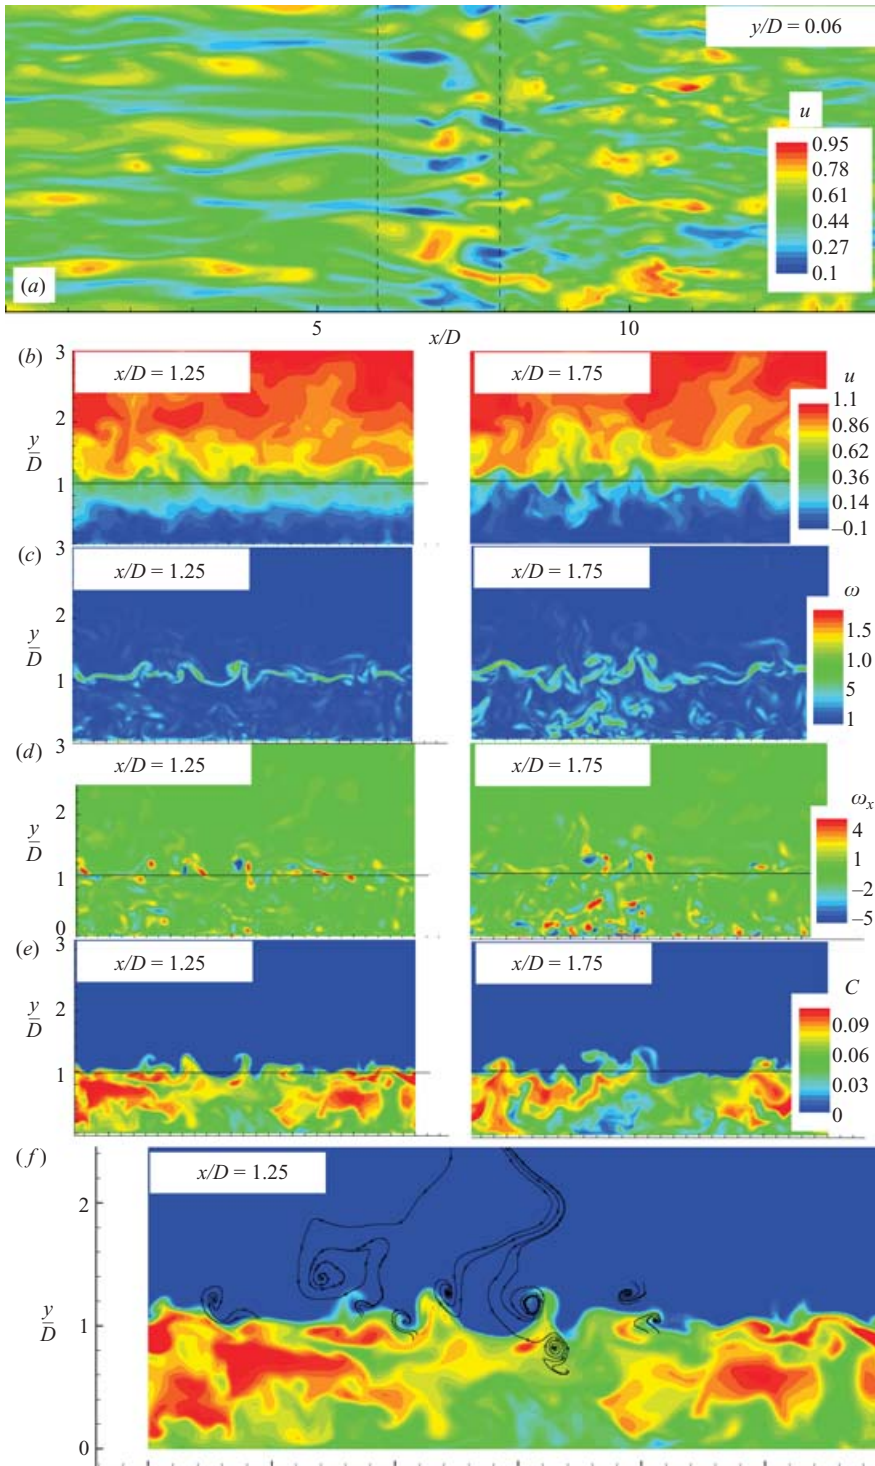 y/D = 0.06
u
0.95
0.78
0.61
0.44
0.27
0.1
(a)
5
10
x/D
(b)
3
x/D = 1.25
x/D = 1.75
u
2
y/D
1
1.1
0.86
0.62
0.36
0.14
−0.1
(c)
3
x/D = 1.25
x/D = 1.75
ω
2
y/D
1
1.5
1.0
5
1
(d)
3
x/D = 1.25
x/D = 1.75
ωx
2
y/D
1
0
4
1
−2
−5
(e)
3
x/D = 1.25
x/D = 1.75
C
2
y/D
1
0.09
0.06
0.03
0
(f)
x/D = 1.25
2
y/D
1
0